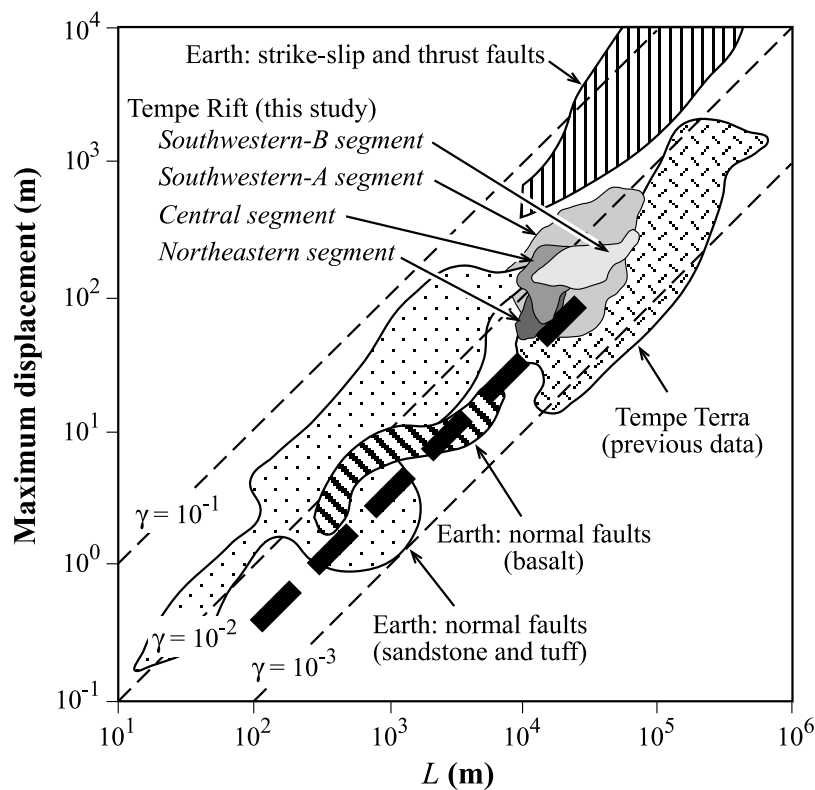 Maximum displacement (m)
10⁴
10³
10²
10¹
10⁰
10⁻¹
Earth: strike-slip and thrust faults
Tempe Rift (this study)
Southwestern-B segment
Southwestern-A segment
Central segment
Northeastern segment
Tempe Terra
(previous data)
γ = 10⁻¹
Earth: normal faults
(basalt)
Earth: normal faults
(sandstone and tuff)
γ = 10⁻²
γ = 10⁻³
10¹ 10² 10³ 10⁴ 10⁵ 10⁶
L (m)